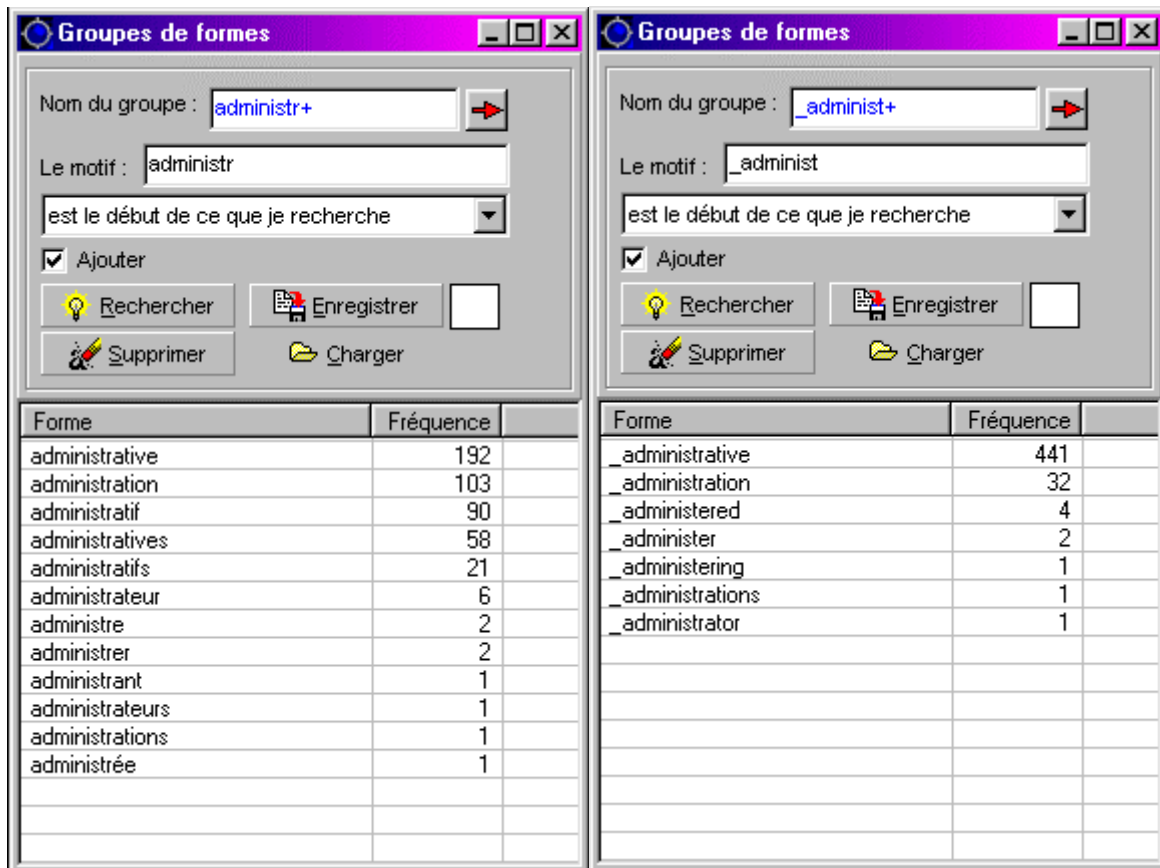 Groupes de formes
Nom du groupe : administr+
Le motif : administr
est le début de ce que je recherche
Ajouter
Rechercher Enregistrer
Supprimer Charger
Forme Fréquence
administrative 192
administration 103
administratif 90
administratives 58
administratifs 21
administrateur 6
administre 2
administrer 2
administrant 1
administrateurs 1
administrations 1
administrée 1
Groupes de formes
Nom du groupe : _administ+
Le motif : _administ
est le début de ce que je recherche
Ajouter
Rechercher Enregistrer
Supprimer Charger
Forme Fréquence
_administrative 441
_administration 32
_administered 4
_administer 2
_administering 1
_administrations 1
_administrator 1